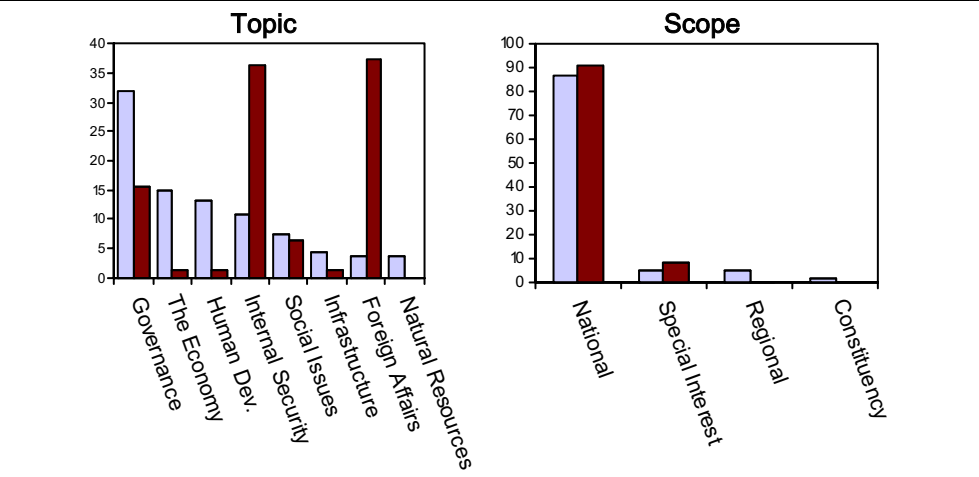 Topic
40
35
30
25
20
15
10
5
0
Governance
The Economy
Human Dev.
Internal Security
Social Issues
Infrastructure
Foreign Affairs
Natural Resources
Scope
100
90
80
70
60
50
40
30
20
10
0
National
Special Interest
Regional
Constituency